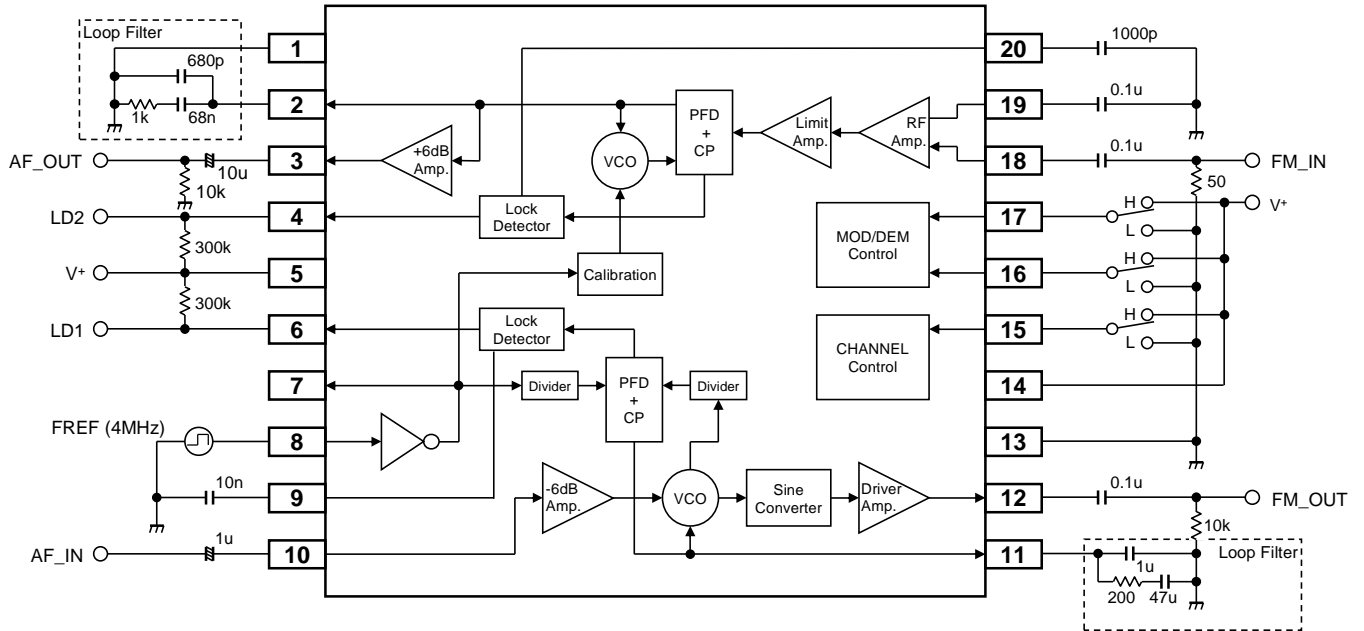 Loop Filter
680p
1k
68n
AF_OUT
10u
10k
LD2
300k
V+
300k
LD1
FREF (4MHz)
10n
AF_IN
1u
1
2
3
4
5
6
7
8
9
10
+6dB
Amp.
VCO
PFD
+
CP
Limit
Amp.
RF
Amp.
Lock
Detector
Calibration
MOD/DEM
Control
Lock
Detector
CHANNEL
Control
Divider
PFD
+
CP
Divider
-6dB
Amp.
VCO
Sine
Converter
Driver
Amp.
20
19
18
17
16
15
14
13
12
11
1000p
0.1u
0.1u
FM_IN
50
H
V+
L
H
L
H
L
0.1u
FM_OUT
10k
Loop Filter
1u
200
47u